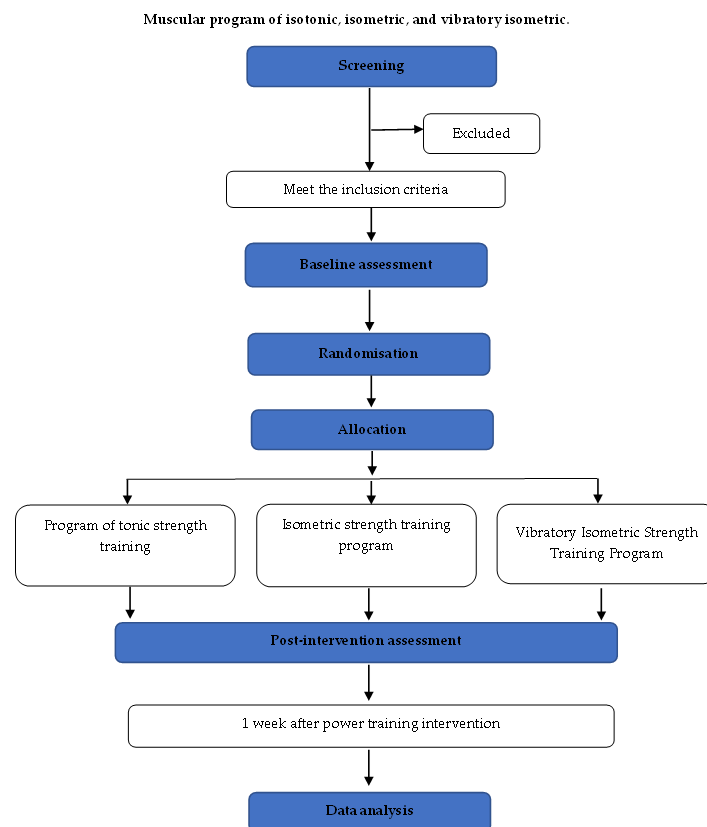 Muscular program of isotonic, isometric, and vibratory isometric.
Screening
Excluded
Meet the inclusion criteria
Baseline assessment
Randomisation
Allocation
Program of tonic strength
training
Isometric strength training
program
Vibratory Isometric Strength
Training Program
Post-intervention assessment
1 week after power training intervention
Data analysis